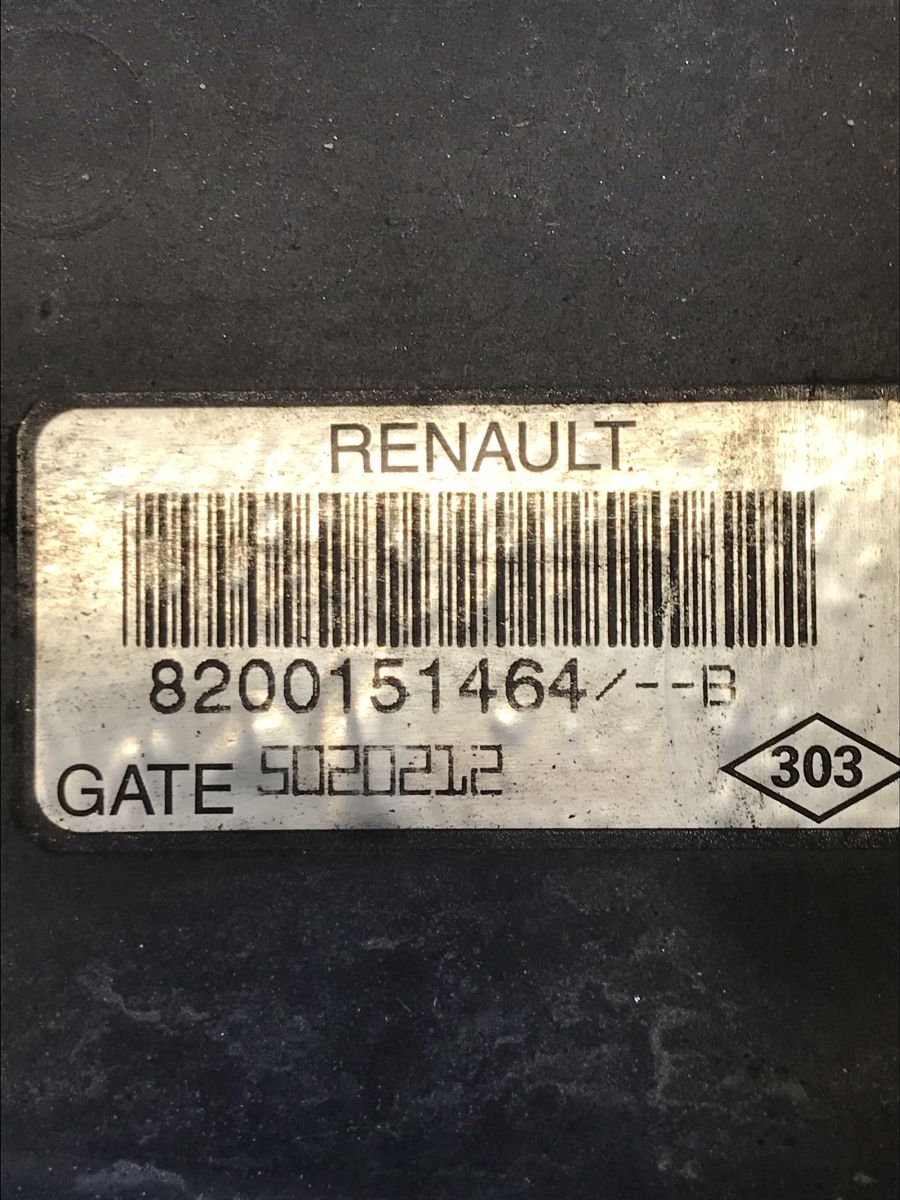 RENAULT
8200151464/--B
GATE 5020212
303